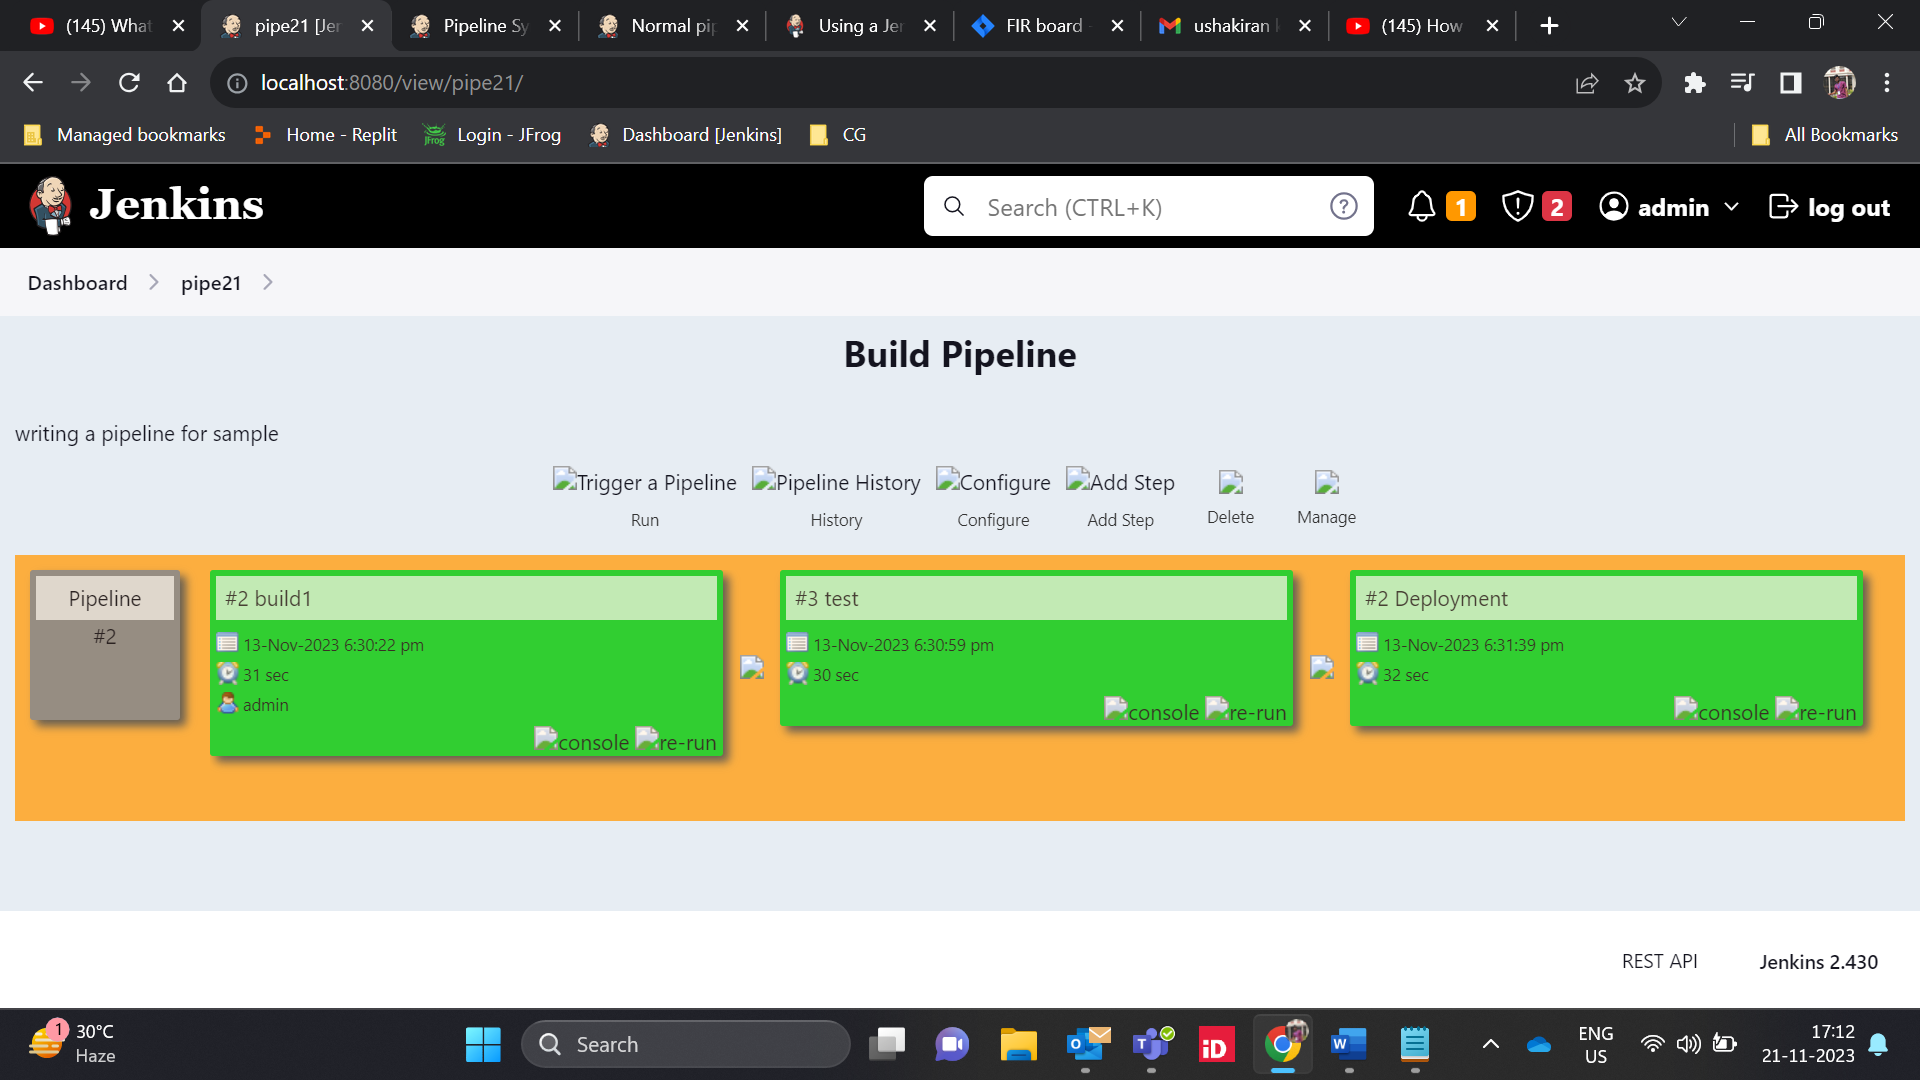 (145) What
pipe21 [Jer
Pipeline Sy
Normal pip
Using a Jer
FIR board -
ushakiran k
(145) How
localhost:8080/view/pipe21/
Managed bookmarks
Home - Replit
Login - JFrog
Dashboard [Jenkins]
CG
All Bookmarks
Jenkins
Search (CTRL+K)
1
2
admin
log out
Dashboard
pipe21
Build Pipeline
writing a pipeline for sample
Trigger a Pipeline
Pipeline History
Configure
Add Step
Run
History
Configure
Add Step
Delete
Manage
Pipeline
#2
#2 build1
13-Nov-2023 6:30:22 pm
31 sec
admin
console re-run
#3 test
13-Nov-2023 6:30:59 pm
30 sec
console re-run
#2 Deployment
13-Nov-2023 6:31:39 pm
32 sec
console re-run
REST API
Jenkins 2.430
1
30°C
Haze
Search
iD
ENG
US
17:12
21-11-2023